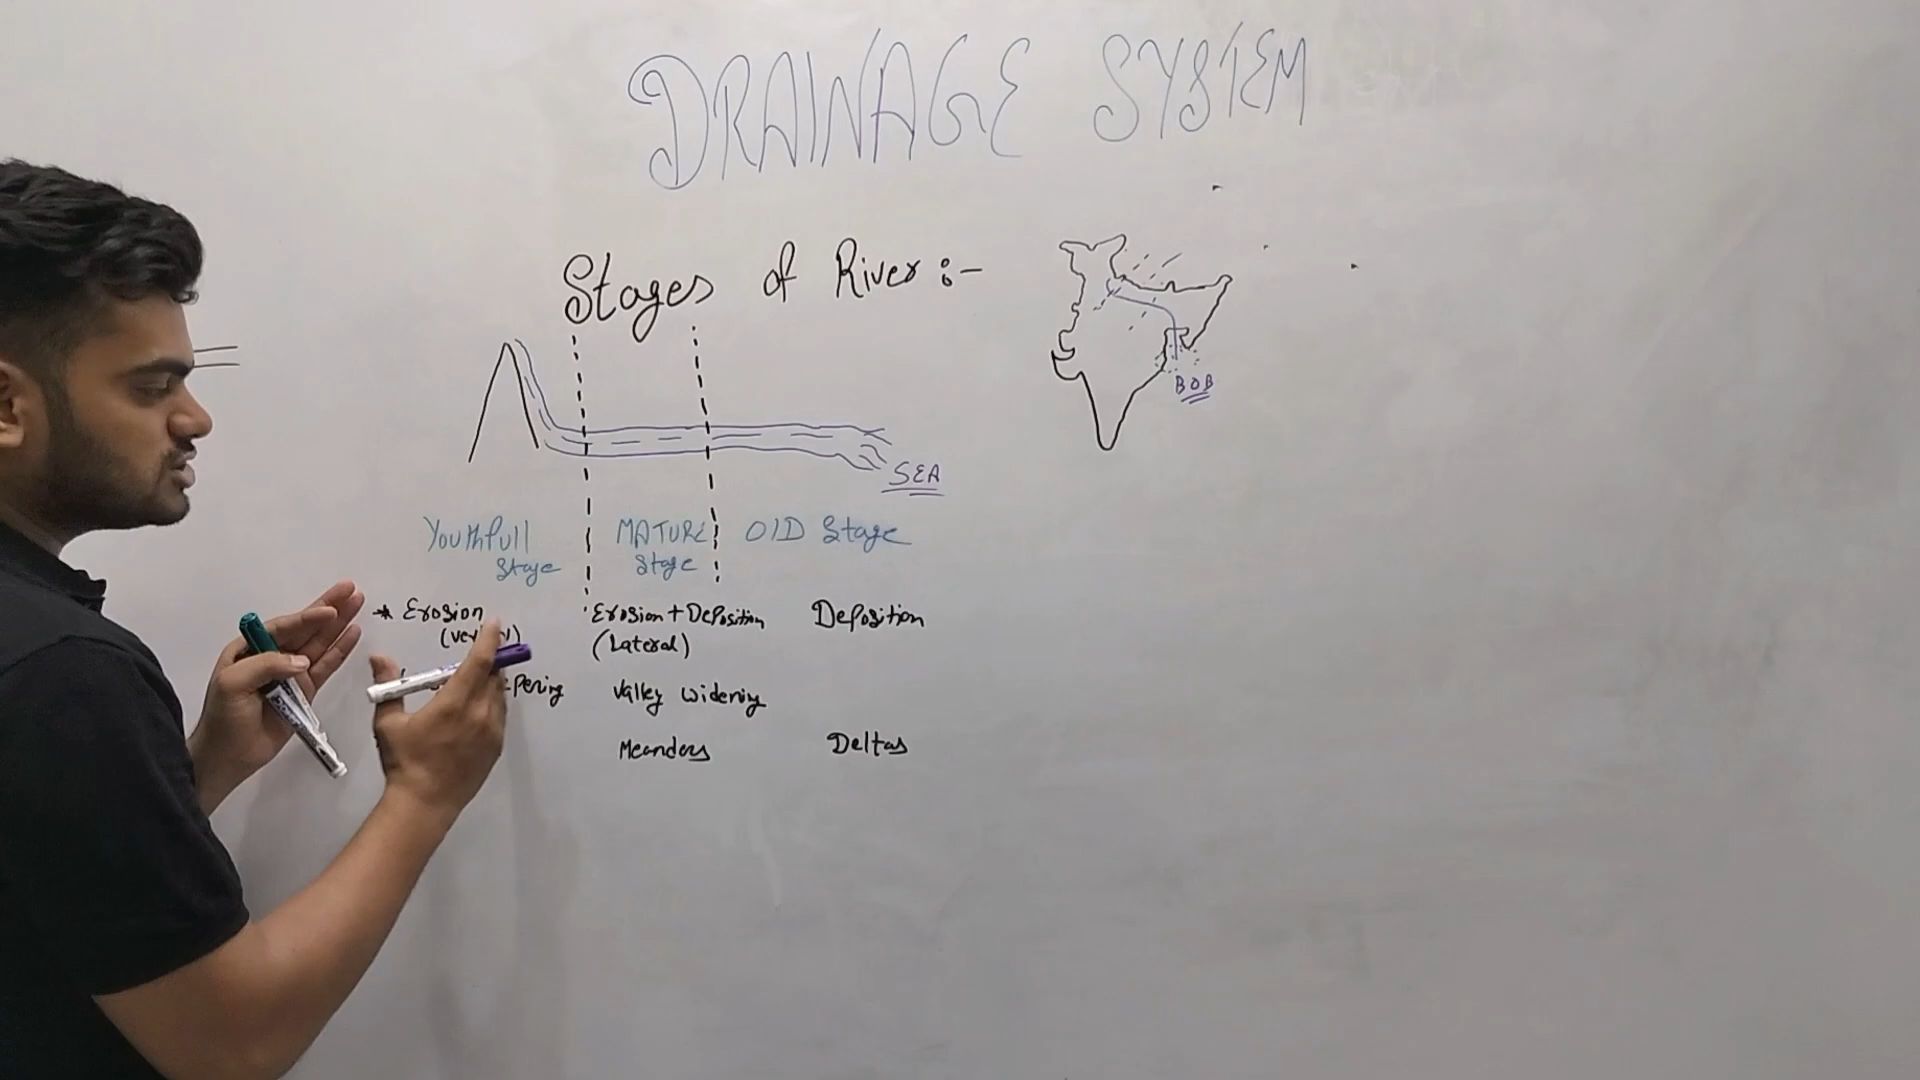 DRAINAGE SYSTEM
Stages of River :-
BOB
SEA
Youthfull
Stage
MATURE
Stage
OlD Stage
* Erosion
Erosion + Deposition
(Lateral)
Deposition
Valley widening
Meanders
Deltas